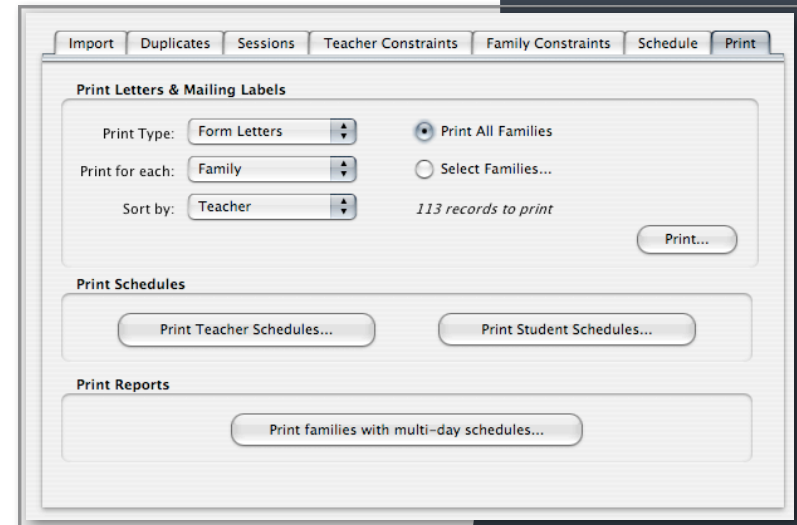 Import Duplicates Sessions Teacher Constraints Family Constraints Schedule Print
Print Letters & Mailing Labels
Print Type: Form Letters Print All Families
Print for each: Family Select Families...
Sort by: Teacher 113 records to print
Print...
Print Schedules
Print Teacher Schedules... Print Student Schedules...
Print Reports
Print families with multi-day schedules...